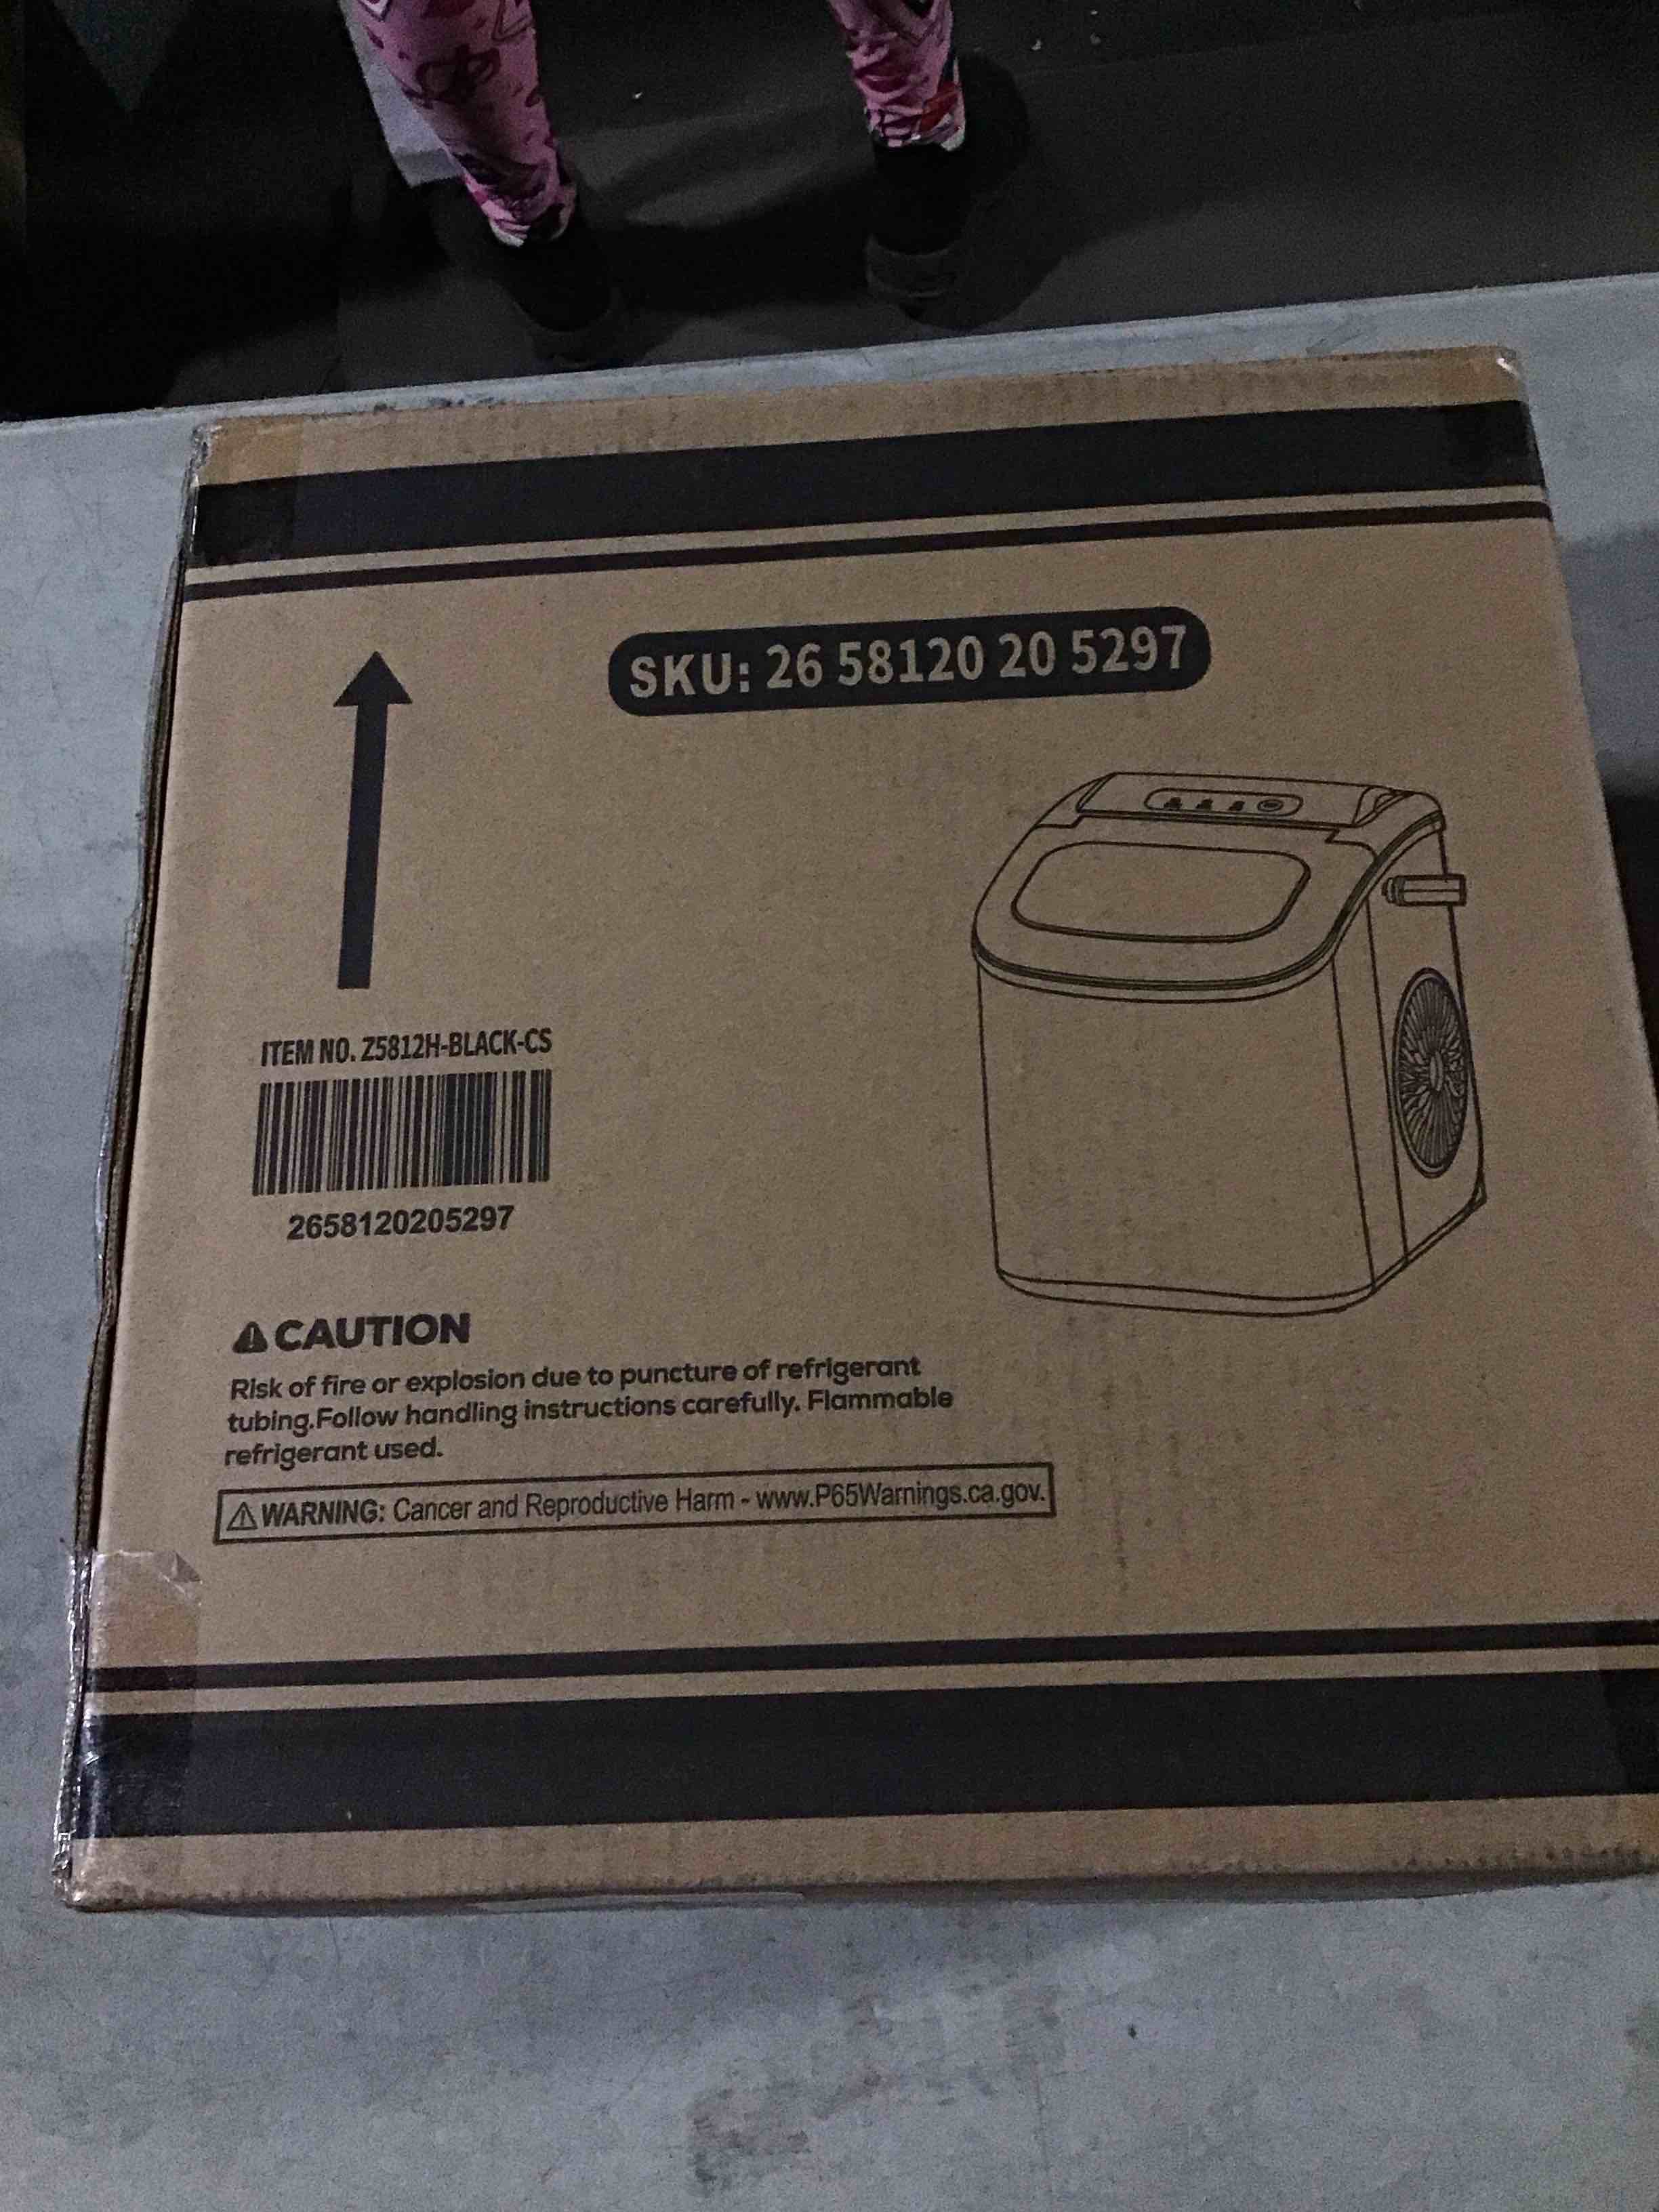 SKU: 26 58120 20 5297
ITEM NO. Z5812H-BLACK-CS
2658120205297
CAUTION
Risk of fire or explosion due to puncture of refrigerant
tubing.Follow handling instructions carefully. Flammable
refrigerant used.
WARNING: Cancer and Reproductive Harm - www.P65Warnings.ca.gov.